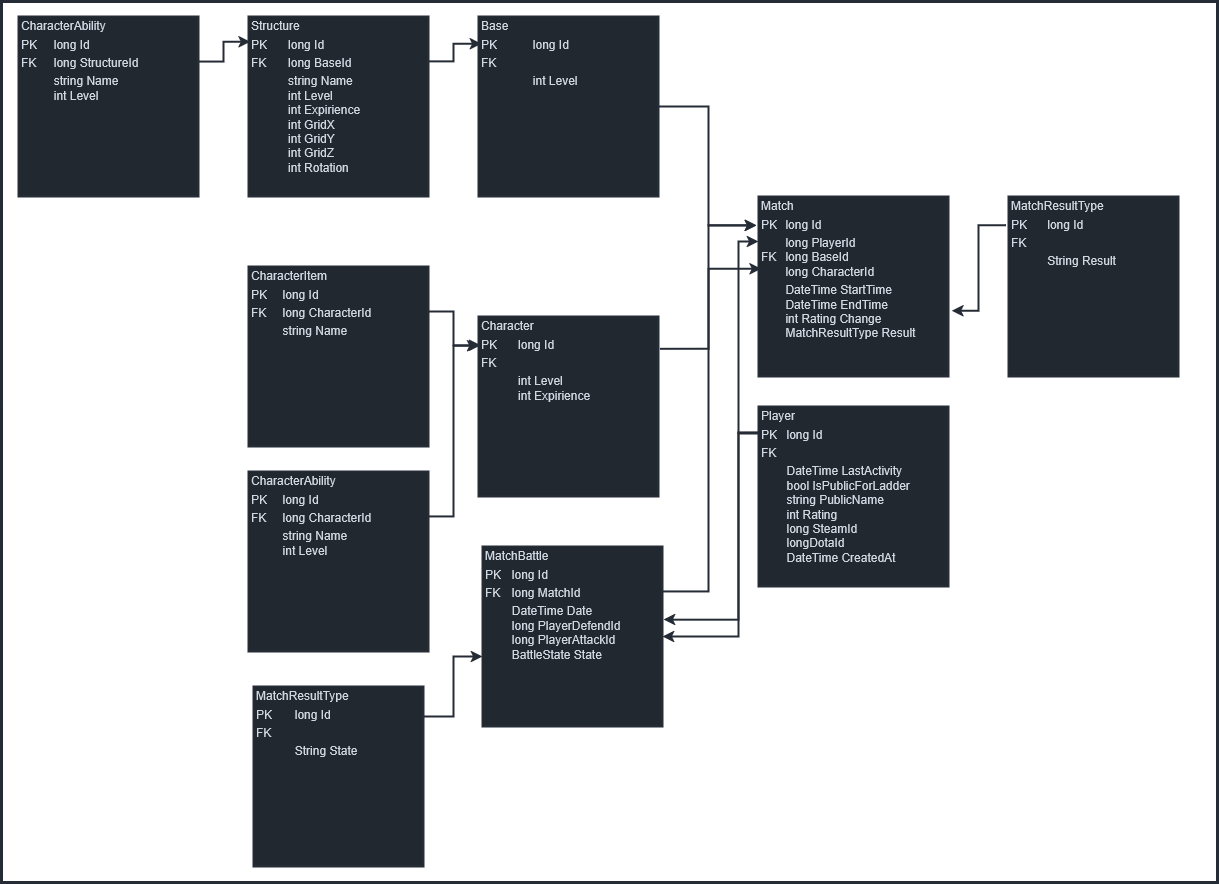 CharacterAbility
PK long Id
FK long StructureId
string Name
int Level
Structure
PK long Id
FK long BaseId
string Name
int Level
int Expirience
int GridX
int GridY
int GridZ
int Rotation
Base
PK long Id
FK
int Level
Match
PK long Id
long PlayerId
FK long BaseId
long CharacterId
DateTime StartTime
DateTime EndTime
int Rating Change
MatchResultType Result
MatchResultType
PK long Id
FK
String Result
CharacterItem
PK long Id
FK long CharacterId
string Name
Character
PK long Id
FK
int Level
int Expirience
Player
PK long Id
FK
DateTime LastActivity
bool IsPublicForLadder
string PublicName
int Rating
long SteamId
longDotaId
DateTime CreatedAt
CharacterAbility
PK long Id
FK long CharacterId
string Name
int Level
MatchBattle
PK long Id
FK long MatchId
DateTime Date
long PlayerDefendId
long PlayerAttackId
BattleState State
MatchResultType
PK long Id
FK
String State